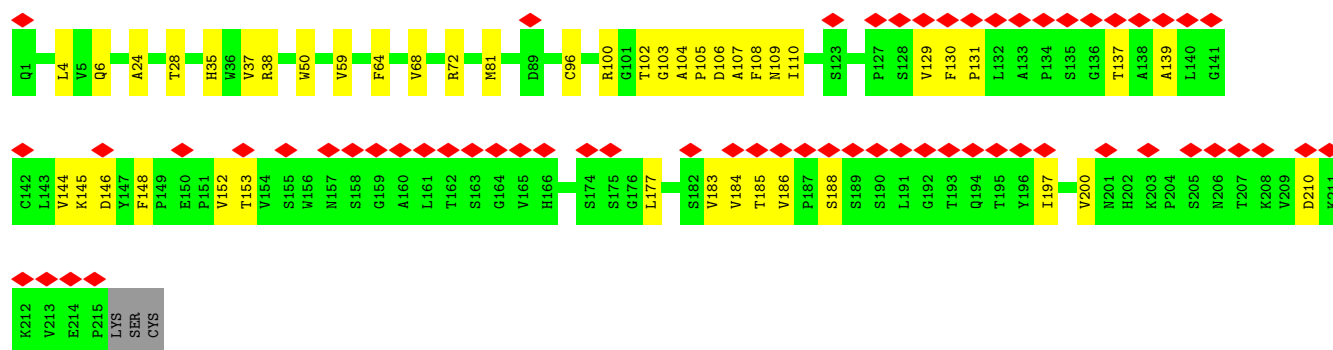 Q1 L4 V5 Q6 A24 T28 H35 W36 V37 R38 W50 V59 F64 V68 R72 M81 D89 C96 R100 G101 T102 G103 A104 P105 D106 A107 F108 N109 I110 S123 P127 S128 V129 F130 P131 L132 A133 P134 S135 G136 T137 A138 A139 L140 G141
C142 L143 V144 K145 D146 Y147 F148 P149 E150 P151 V152 T153 V154 S155 W156 N157 S158 G159 A160 L161 T162 S163 G164 V165 H166 S174 S175 G176 L177 S182 V183 V184 T185 V186 P187 S188 S189 S190 L191 G192 T193 Q194 T195 Y196 I197 V200 N201 H202 K203 P204 S205 N206 T207 K208 V209 D210 K211
K212 V213 E214 P215 LYS SER CYS